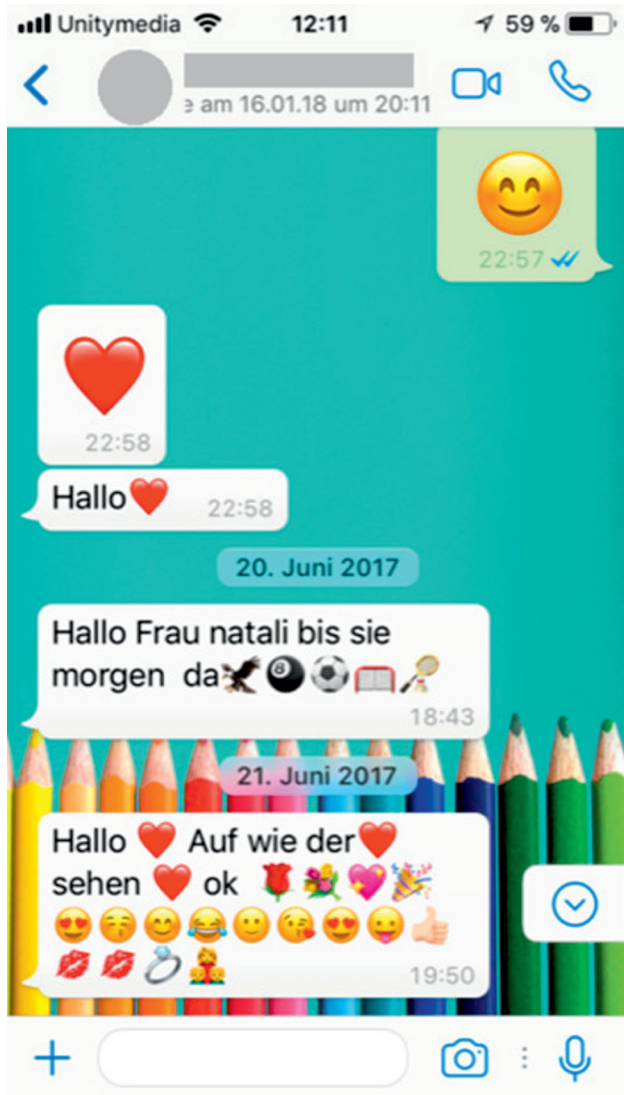 Unitymedia 12:11 59 %
e am 16.01.18 um 20:11
😊
22:57
❤️
22:58
Hallo❤️ 22:58
20. Juni 2017
Hallo Frau natali bis sie
morgen da🦅🎱⚽🥅🏸
18:43
21. Juni 2017
Hallo ❤️ Auf wie der❤️
sehen ❤️ ok 🌹💐💖🎉
😍😚😊😂🙂😘😍😛👍🏻
💋💋💍👩‍👧‍👦
19:50